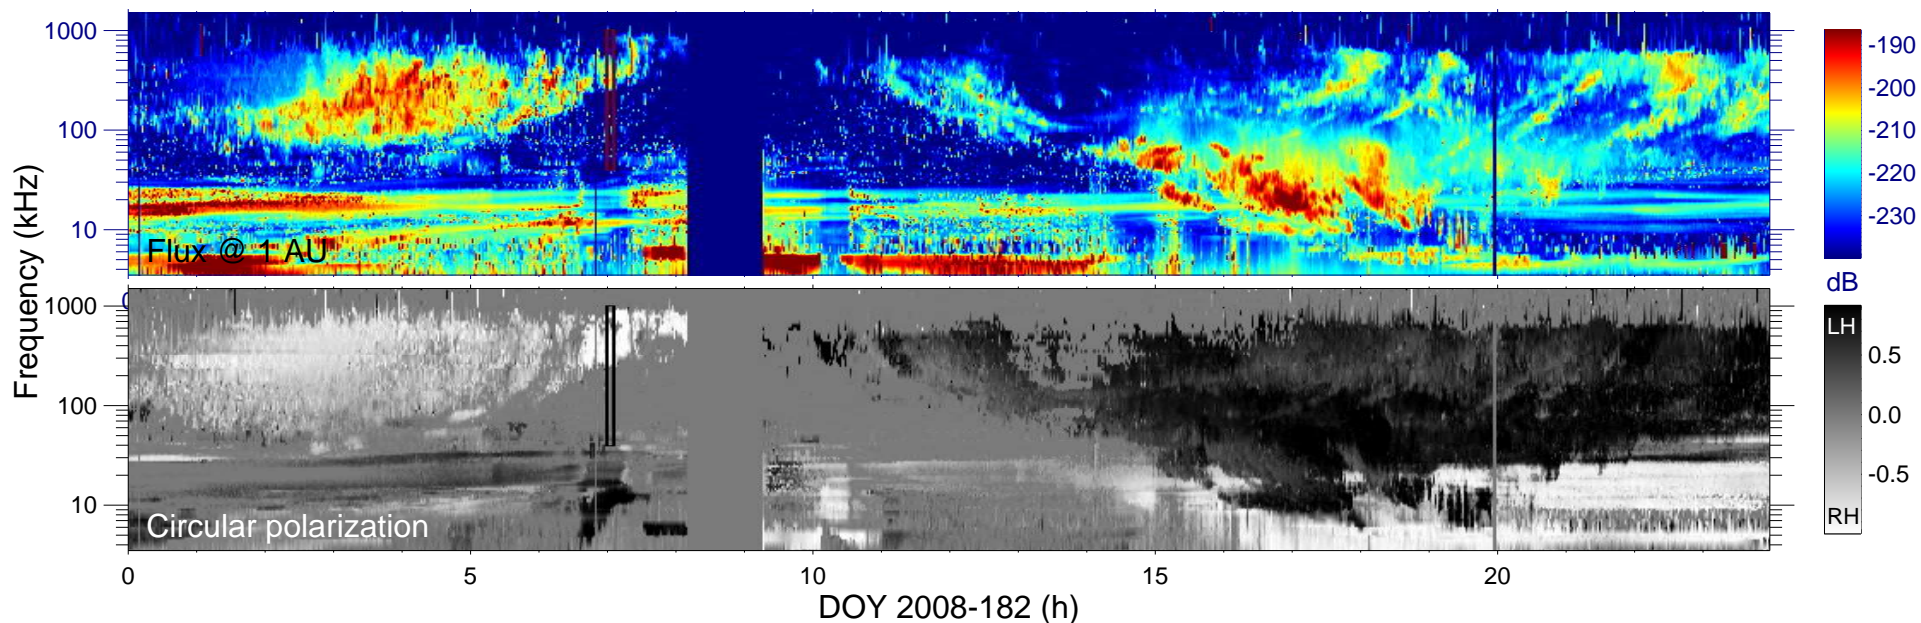 1000
100
10
Flux @ 1 AU
-190
-200
-210
-220
-230
dB
0
Frequency (kHz)
1000
100
10
Circular polarization
LH
0.5
0.0
-0.5
RH
0 5 10 15 20
DOY 2008-182 (h)